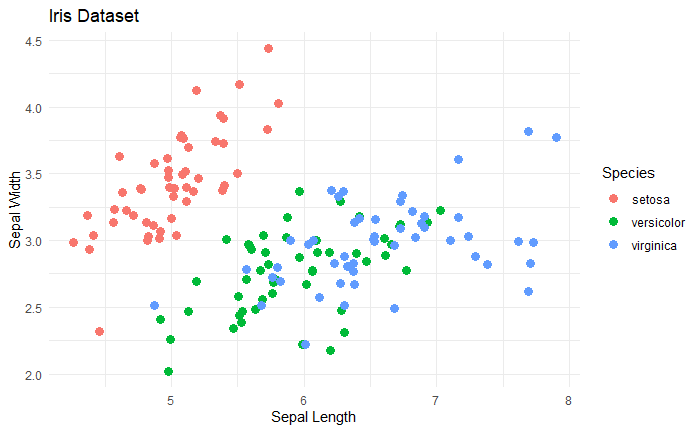 Iris Dataset
4.5
4.0
3.5
3.0
2.5
2.0
Sepal Width
5
6
7
8
Sepal Length
Species
setosa
versicolor
virginica